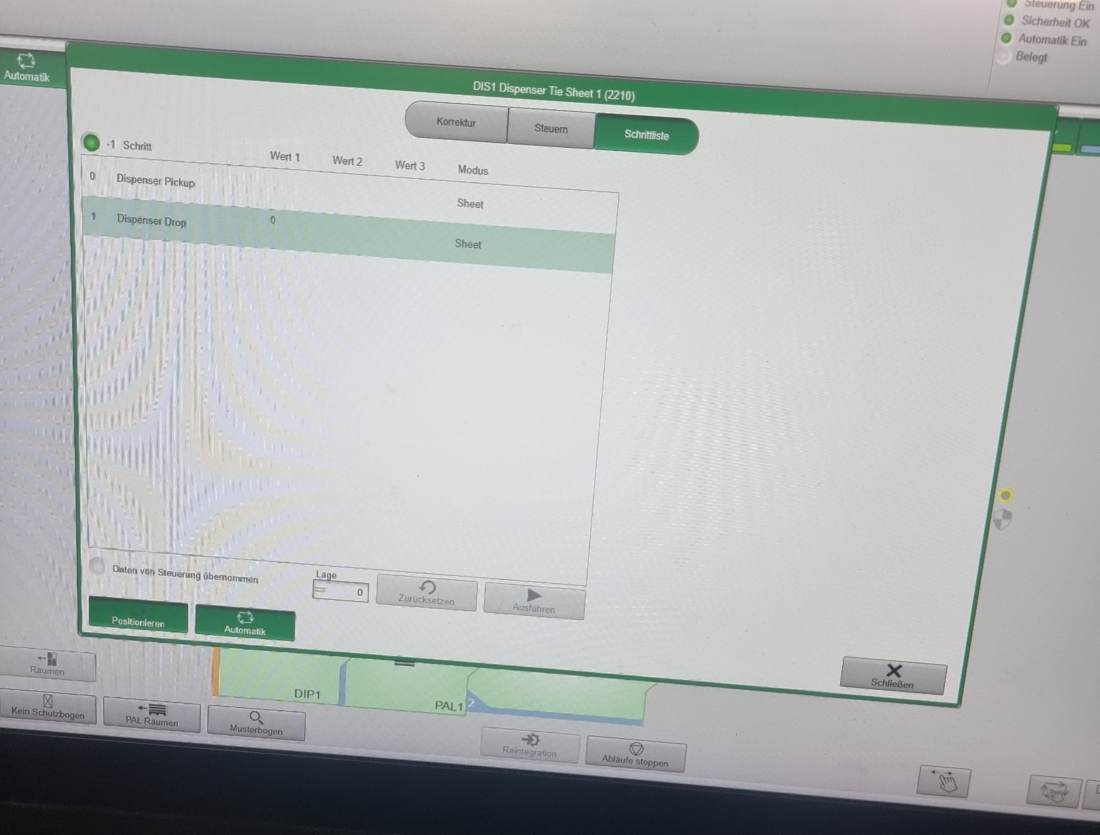 Steuerung Ein
Sicherheit OK
Automatik Ein
Belegt
Automatik
DIS1 Dispenser Tie Sheet 1 (2210)
Korrektur Steuern Schrittliste
-1 Schritt Wert 1 Wert 2 Wert 3 Modus
0 Dispenser Pickup Sheet
1 Dispenser Drop 0 Sheet
Daten von Steuerung übernommen
Lage
0
Zurücksetzen
Ausführen
Positionieren
Automatik
Schließen
Räumen
DIP1
PAL1
2
Kein Schutzbogen
PAL Räumen
Musterbogen
Reintegration
Abläufe stoppen